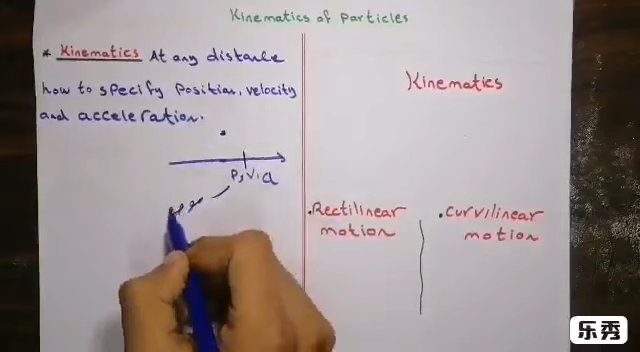 Kinematics of Particles
* Kinematics At any distance
how to specify Position, velocity
and acceleration.
P, V, a
Kinematics
.Rectilinear
motion
.Curvilinear
motion
乐秀